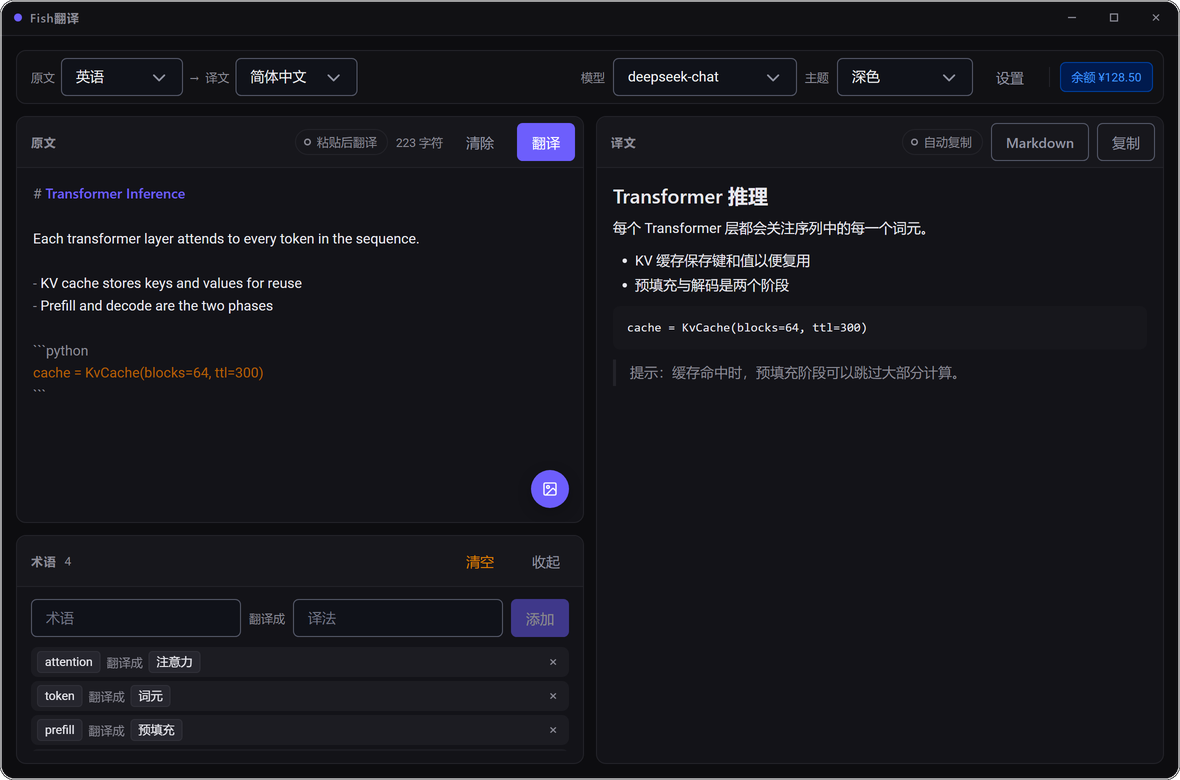 Fish翻译
原文 英语 → 译文 简体中文 模型 deepseek-chat 主题 深色 设置 余额 ¥128.50
原文 粘贴后翻译 223 字符 清除 翻译
# Transformer Inference
Each transformer layer attends to every token in the sequence.
- KV cache stores keys and values for reuse
- Prefill and decode are the two phases
```python
cache = KvCache(blocks=64, ttl=300)
```
术语 4 清空 收起
术语 翻译成 译法 添加
attention 翻译成 注意力 ×
token 翻译成 词元 ×
prefill 翻译成 预填充 ×
译文 自动复制 Markdown 复制
Transformer 推理
每个 Transformer 层都会关注序列中的每一个词元。
• KV 缓存保存键和值以便复用
• 预填充与解码是两个阶段
cache = KvCache(blocks=64, ttl=300)
提示：缓存命中时，预填充阶段可以跳过大部分计算。